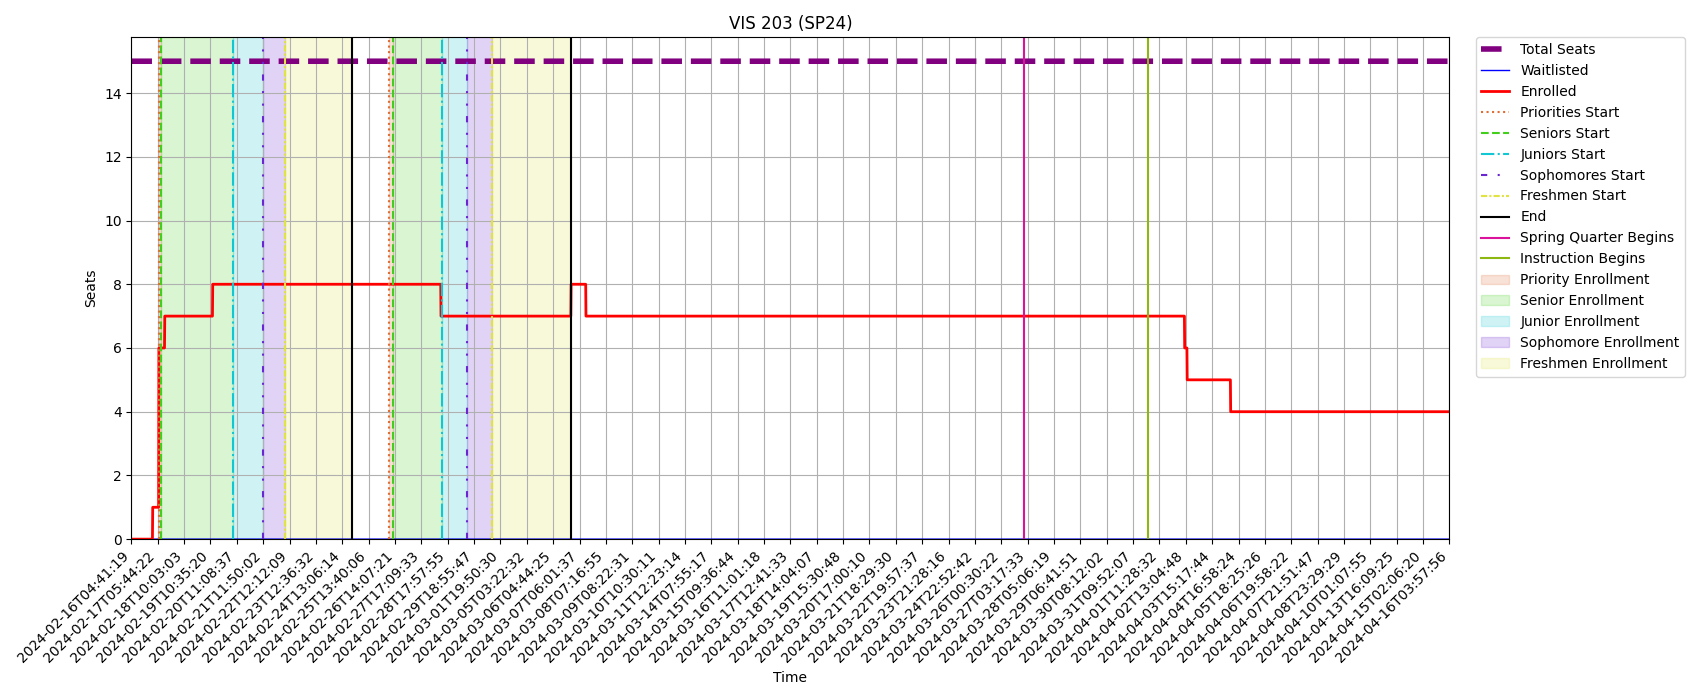 VIS 203 (SP24)
Total Seats
Waitlisted
Enrolled
Priorities Start
Seniors Start
Juniors Start
Sophomores Start
Freshmen Start
End
Spring Quarter Begins
Instruction Begins
Priority Enrollment
Senior Enrollment
Junior Enrollment
Sophomore Enrollment
Freshmen Enrollment
Seats
14
12
10
8
6
4
2
0
2024-02-16T04:41:19
2024-02-17T05:44:22
2024-02-18T10:03:03
2024-02-19T10:35:20
2024-02-20T11:08:37
2024-02-21T11:50:02
2024-02-22T12:12:09
2024-02-23T12:36:32
2024-02-24T13:06:14
2024-02-25T13:40:06
2024-02-26T14:07:21
2024-02-27T17:09:33
2024-02-28T17:57:55
2024-02-29T18:55:47
2024-03-01T19:50:30
2024-03-05T03:22:32
2024-03-06T04:44:25
2024-03-07T06:01:37
2024-03-08T07:16:55
2024-03-09T08:22:31
2024-03-10T10:30:11
2024-03-11T12:23:14
2024-03-14T07:55:17
2024-03-15T09:36:44
2024-03-16T11:01:18
2024-03-17T12:41:33
2024-03-18T14:04:07
2024-03-19T15:30:48
2024-03-20T17:00:10
2024-03-21T18:29:30
2024-03-22T19:57:37
2024-03-23T21:28:16
2024-03-24T22:52:42
2024-03-26T00:30:22
2024-03-27T03:17:33
2024-03-28T05:06:19
2024-03-29T06:41:51
2024-03-30T08:12:02
2024-03-31T09:52:07
2024-04-01T11:28:32
2024-04-02T13:04:48
2024-04-03T15:17:44
2024-04-04T16:58:24
2024-04-05T18:25:26
2024-04-06T19:58:22
2024-04-07T21:51:47
2024-04-08T23:29:29
2024-04-10T01:07:55
2024-04-13T16:09:25
2024-04-15T02:06:20
2024-04-16T03:57:56
Time